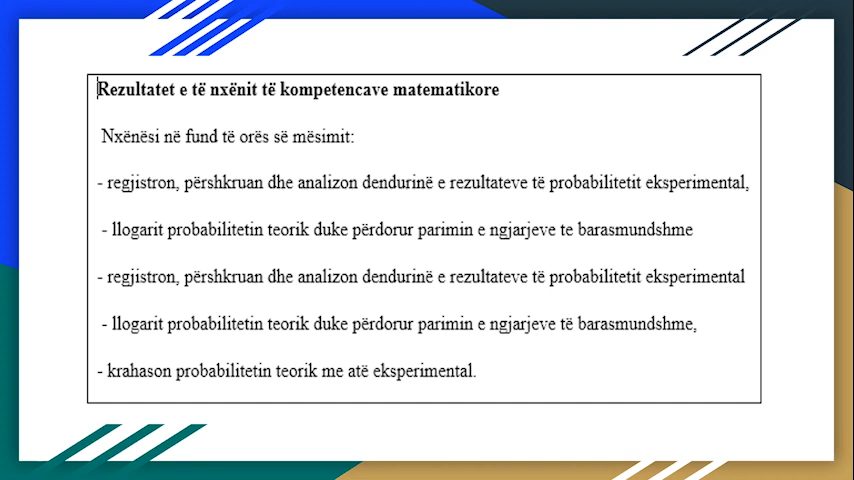 Rezultatet e të nxënit të kompetencave matematikore
Nxënësi në fund të orës së mësimit:
- regjistron, përshkruan dhe analizon dendurinë e rezultateve të probabilitetit eksperimental,
- llogarit probabilitetin teorik duke përdorur parimin e ngjarjeve te barasmundshme
- regjistron, përshkruan dhe analizon dendurinë e rezultateve të probabilitetit eksperimental
- llogarit probabilitetin teorik duke përdorur parimin e ngjarjeve të barasmundshme,
- krahason probabilitetin teorik me atë eksperimental.